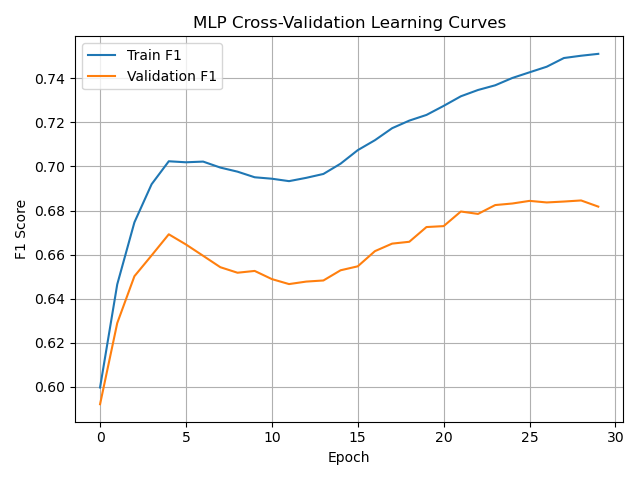 MLP Cross-Validation Learning Curves
Train F1
Validation F1
F1 Score
0.74
0.72
0.70
0.68
0.66
0.64
0.62
0.60
0 5 10 15 20 25 30
Epoch